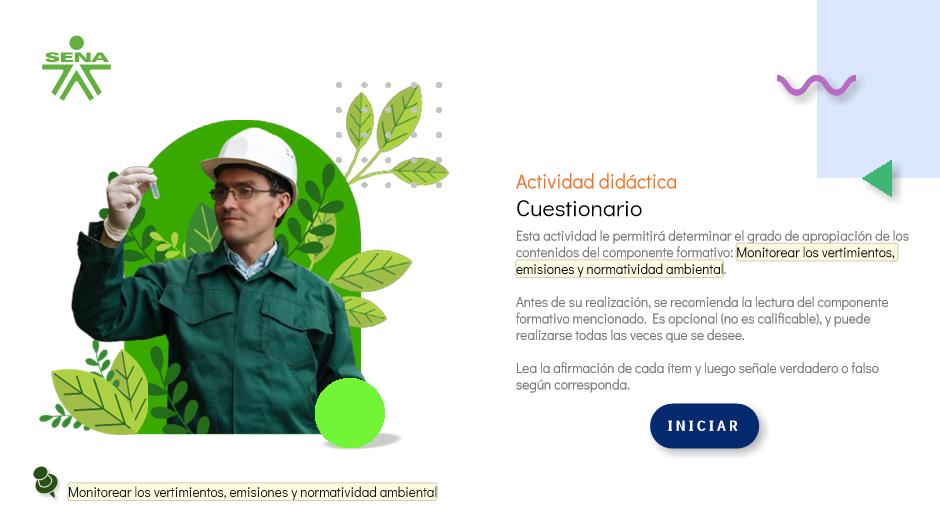 SENA
Actividad didáctica
Cuestionario
Esta actividad le permitirá determinar el grado de apropiación de los
contenidos del componente formativo: Monitorear los vertimientos,
emisiones y normatividad ambiental.
Antes de su realización, se recomienda la lectura del componente
formativo mencionado. Es opcional (no es calificable), y puede
realizarse todas las veces que se desee.
Lea la afirmación de cada ítem y luego señale verdadero o falso
según corresponda.
INICIAR
Monitorear los vertimientos, emisiones y normatividad ambiental